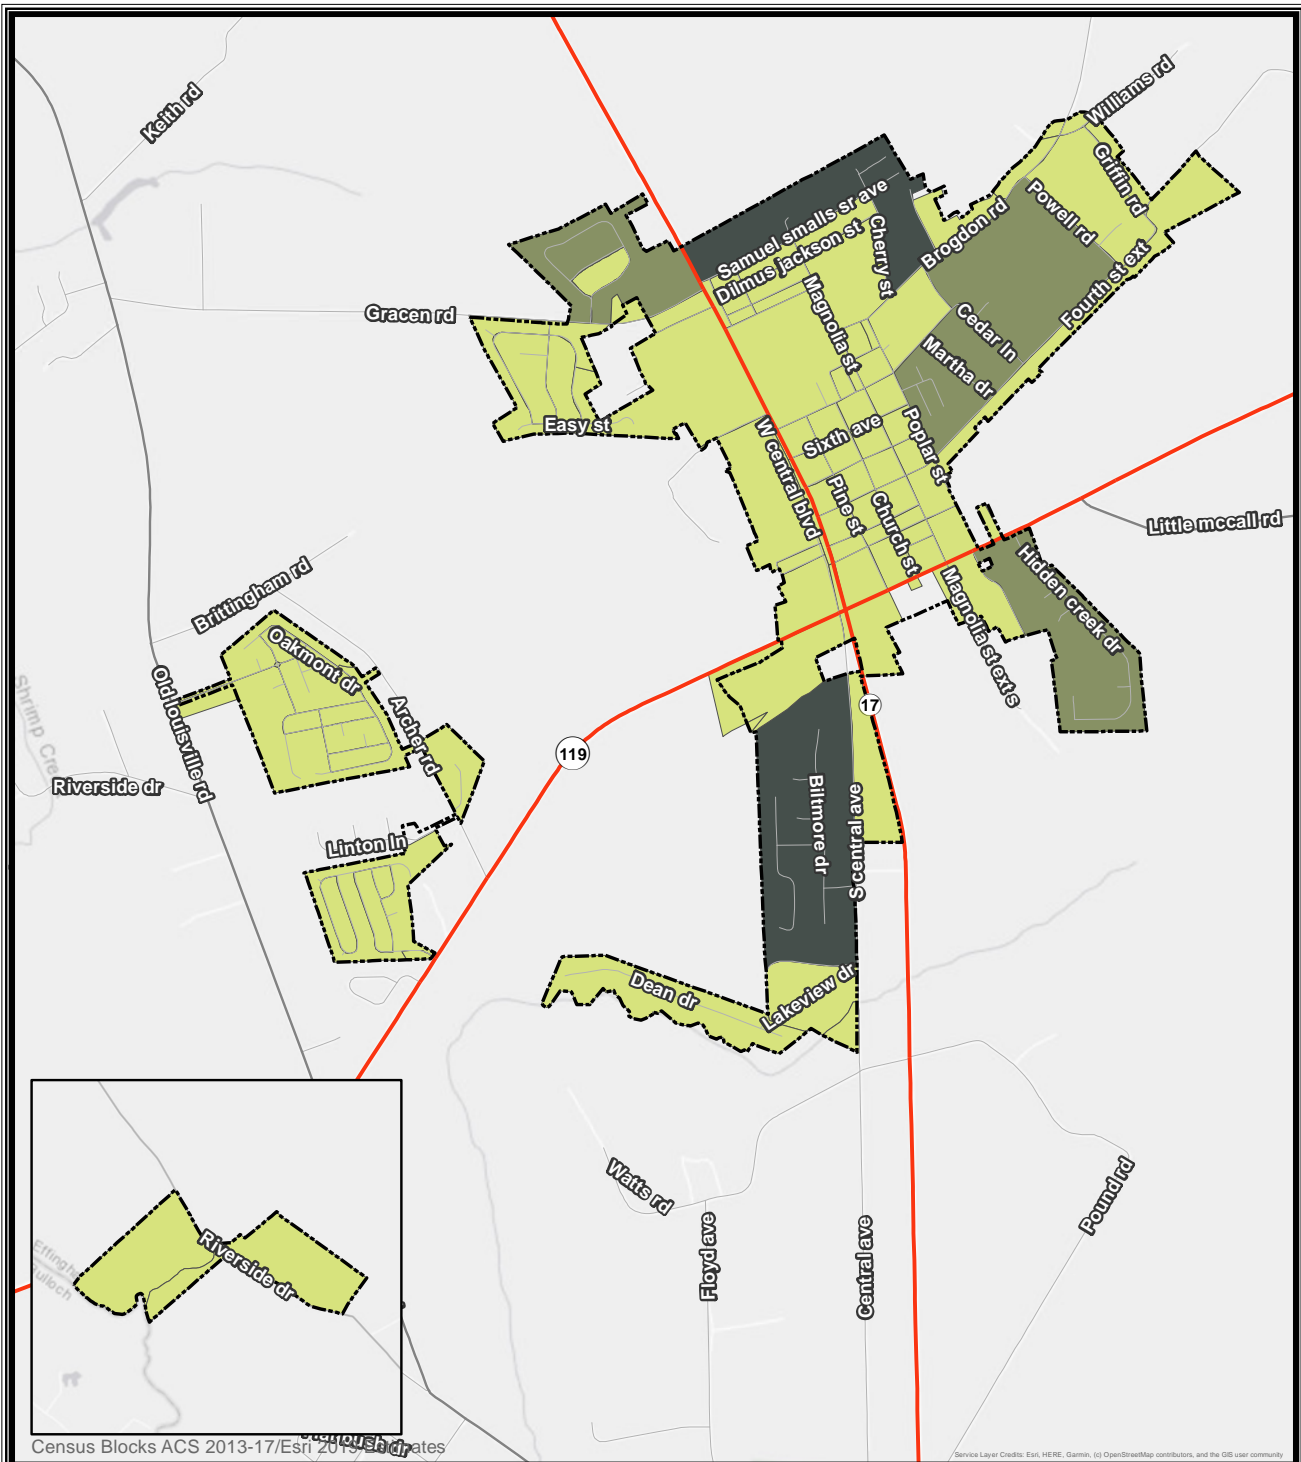 Keith rd
Williams rd
Griffin rd
Powell rd
Samuel smalls sr ave
Dilmus jackson st
Cherry st
Brogdon rd
Fourth st ext
Gracen rd
Magnolia st
Cedar ln
Martha dr
Easy st
W central blvd
Sixth ave
Poplar st
Pine st
Church st
Little mccall rd
Hidden creek dr
Magnolia st ext s
Brittingham rd
Oakmont dr
Old louisville rd
Archer rd
Shrimp Cre
17
119
Riverside dr
Biltmore dr
S central ave
Linton ln
Dean dr
Lakeview dr
Watts rd
Pound rd
Floyd ave
Central ave
Riverside dr
Effingh
Bulloch
Census Blocks ACS 2013-17/Esri
Service Layer Credits: Esri, HERE, Garmin, (c) OpenStreetMap contributors, and the GIS user community